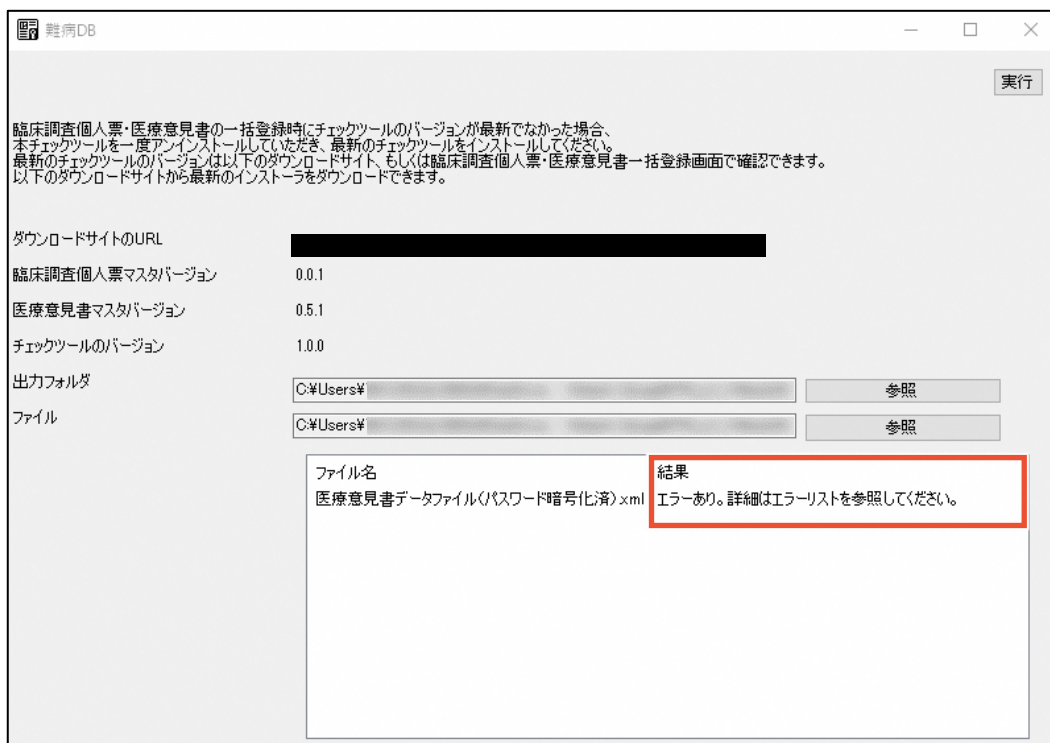 難病DB
実行
臨床調査個人票・医療意見書の一括登録時にチェックツールのバージョンが最新でなかった場合、
本チェックツールを一度アンインストールしていただき、最新のチェックツールをインストールしてください。
最新のチェックツールのバージョンは以下のダウンロードサイト、もしくは臨床調査個人票・医療意見書一括登録画面で確認できます。
以下のダウンロードサイトから最新のインストーラをダウンロードできます。
ダウンロードサイトのURL
臨床調査個人票マスタバージョン 0.0.1
医療意見書マスタバージョン 0.5.1
チェックツールのバージョン 1.0.0
出力フォルダ C:¥Users¥ 参照
ファイル C:¥Users¥ 参照
ファイル名 結果
医療意見書データファイル(パスワード暗号化済).xml エラーあり。詳細はエラーリストを参照してください。